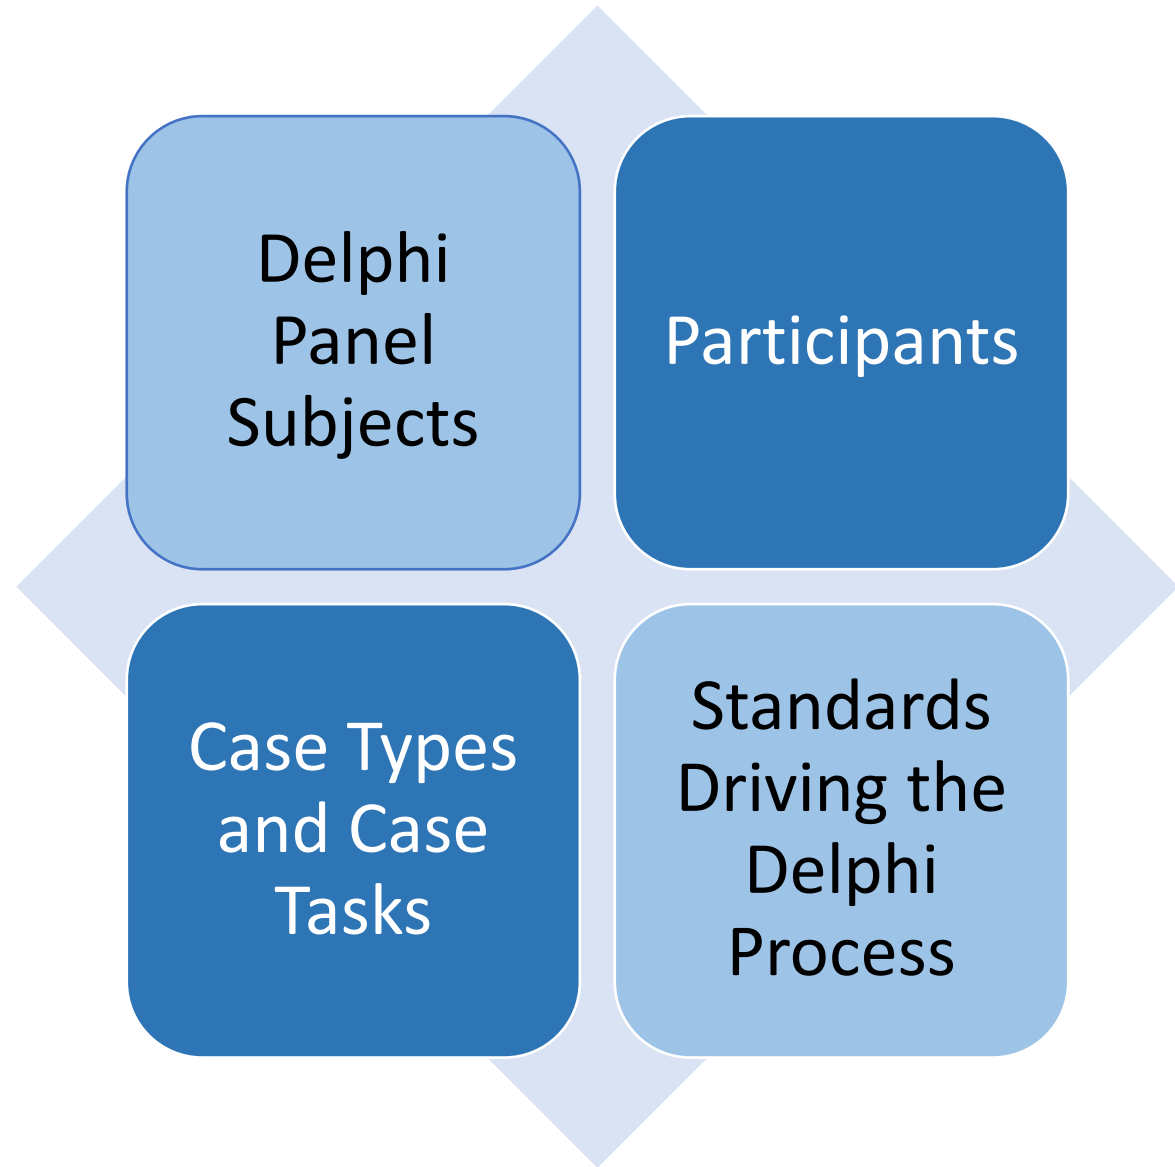 Delphi
Panel
Subjects
Participants
Case Types
and Case
Tasks
Standards
Driving the
Delphi
Process